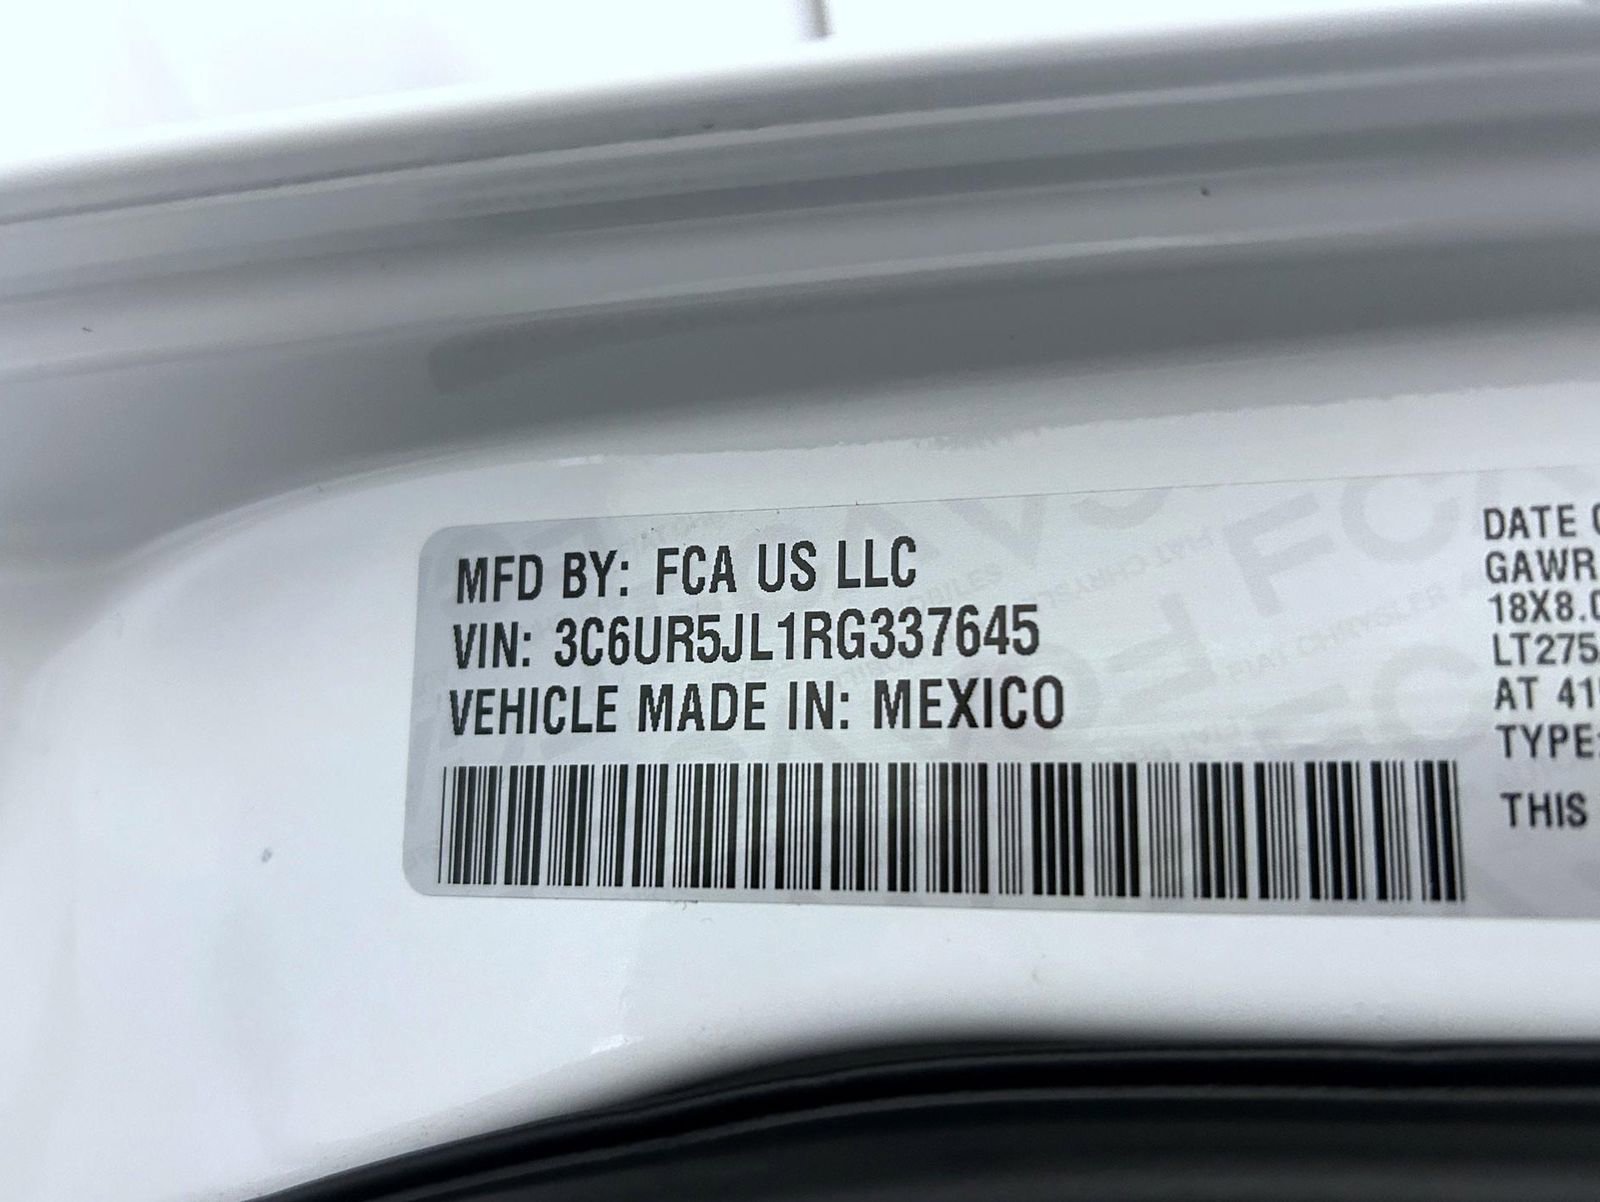 MFD BY: FCA US LLC
VIN: 3C6UR5JL1RG337645
VEHICLE MADE IN: MEXICO
DATE
GAWR
18X8.0
LT275
AT 41
TYPE:
THIS